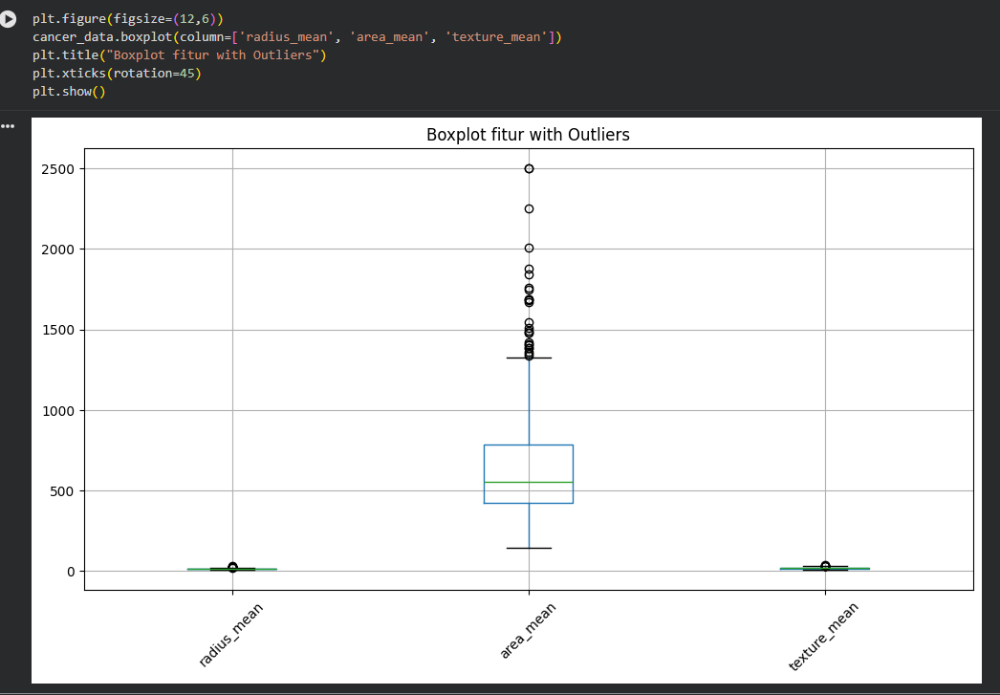 plt.figure(figsize=(12,6))
cancer_data.boxplot(column=['radius_mean', 'area_mean', 'texture_mean'])
plt.title("Boxplot fitur with Outliers")
plt.xticks(rotation=45)
plt.show()
Boxplot fitur with Outliers
2500
2000
1500
1000
500
0
radius_mean
area_mean
texture_mean